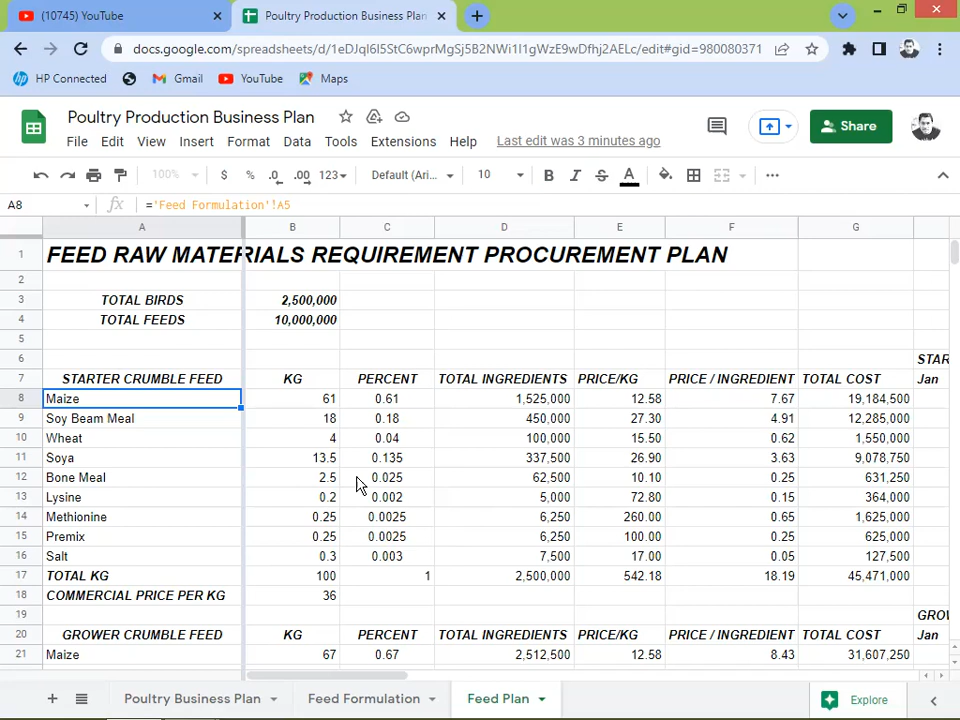 (10745) YouTube
Poultry Production Business Plan
docs.google.com/spreadsheets/d/1eDJqI6I5StC6wprMgSj5B2NWi1I1gWzE9wDfhj2AELc/edit#gid=980080371
HP Connected Gmail YouTube Maps
Poultry Production Business Plan
File Edit View Insert Format Data Tools Extensions Help Last edit was 3 minutes ago
Share
100% $ % .0 .00 123 Default (Ari... 10 B I S A
A8 fx ='Feed Formulation'!A5
A B C D E F G
1 FEED RAW MATERIALS REQUIREMENT PROCUREMENT PLAN
2
3 TOTAL BIRDS 2,500,000
4 TOTAL FEEDS 10,000,000
5
6 STAR
7 STARTER CRUMBLE FEED KG PERCENT TOTAL INGREDIENTS PRICE/KG PRICE / INGREDIENT TOTAL COST Jan
8 Maize 61 0.61 1,525,000 12.58 7.67 19,184,500
9 Soy Beam Meal 18 0.18 450,000 27.30 4.91 12,285,000
10 Wheat 4 0.04 100,000 15.50 0.62 1,550,000
11 Soya 13.5 0.135 337,500 26.90 3.63 9,078,750
12 Bone Meal 2.5 0.025 62,500 10.10 0.25 631,250
13 Lysine 0.2 0.002 5,000 72.80 0.15 364,000
14 Methionine 0.25 0.0025 6,250 260.00 0.65 1,625,000
15 Premix 0.25 0.0025 6,250 100.00 0.25 625,000
16 Salt 0.3 0.003 7,500 17.00 0.05 127,500
17 TOTAL KG 100 1 2,500,000 542.18 18.19 45,471,000
18 COMMERCIAL PRICE PER KG 36
19 GROW
20 GROWER CRUMBLE FEED KG PERCENT TOTAL INGREDIENTS PRICE/KG PRICE / INGREDIENT TOTAL COST Jan
21 Maize 67 0.67 2,512,500 12.58 8.43 31,607,250
Poultry Business Plan Feed Formulation Feed Plan Explore